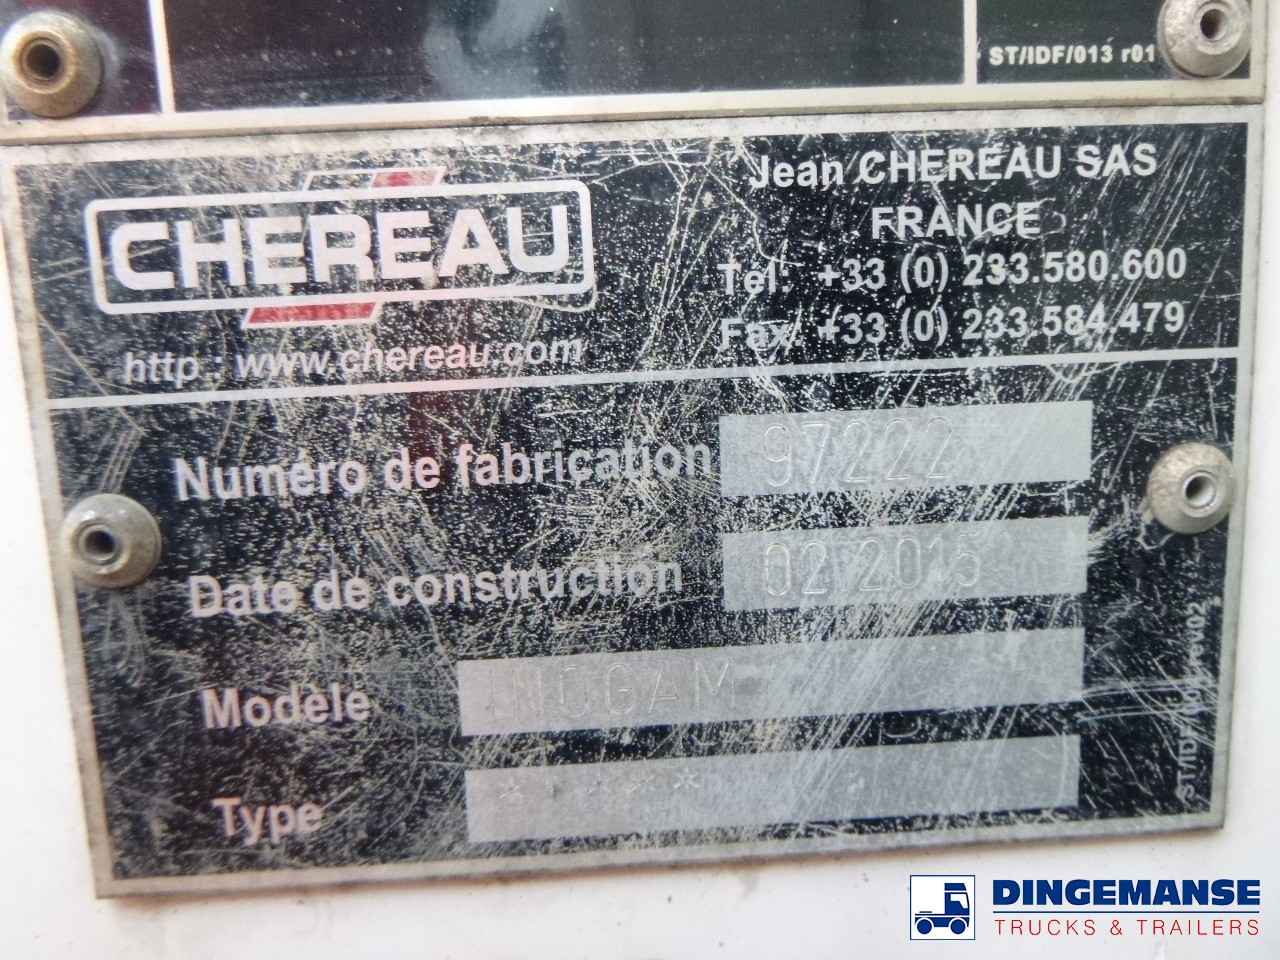 ST/IDF/013 r01
CHEREAU
http : www.chereau.com
Jean CHEREAU SAS
FRANCE
Tel: +33 (0) 233.580.600
Fax: +33 (0) 233.584.479
Numéro de fabrication 97222
Date de construction 02/2015
Modèle INOGAM
Type
DINGEMANSE
TRUCKS & TRAILERS